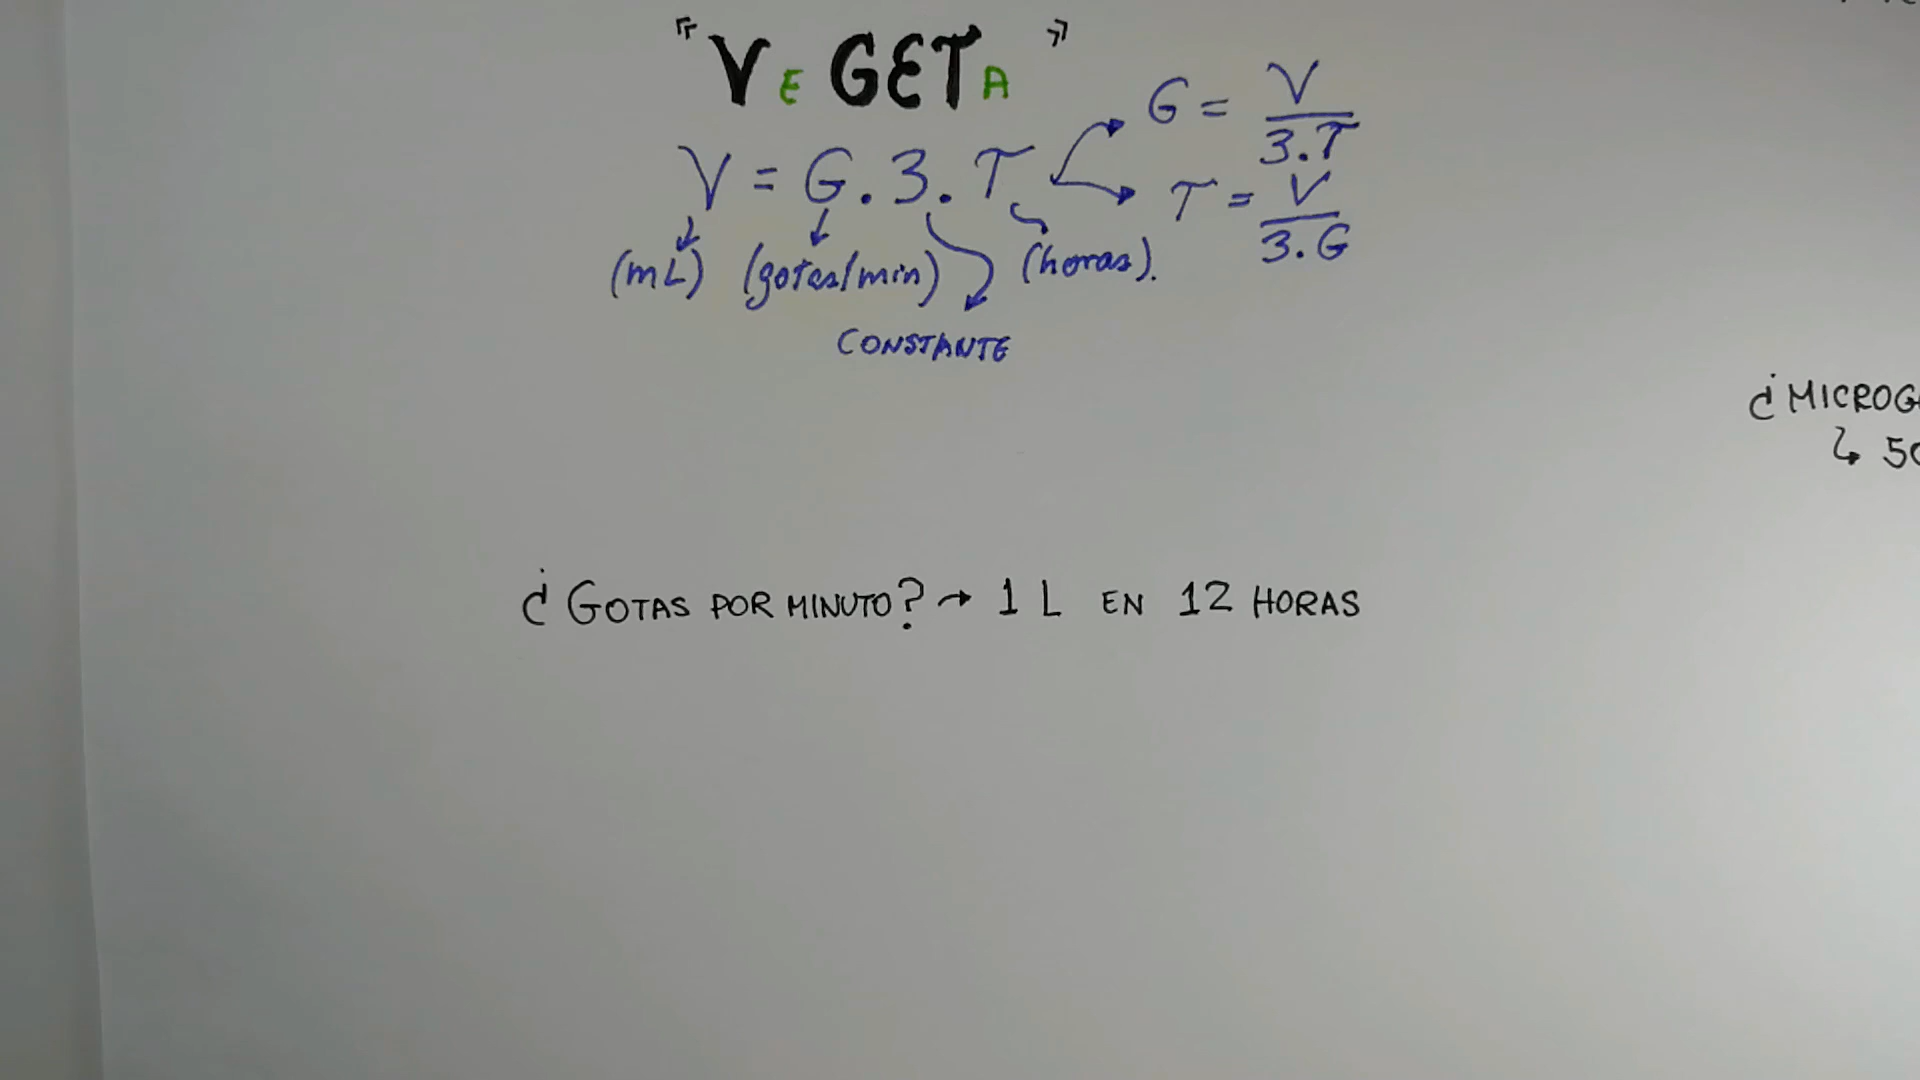 "VEGETA"
V = G.3.T
G = V / 3.T
T = V / 3.G
(mL) (gotas/min) (horas).
CONSTANTE
¿MICROG
↳ 50
¿GOTAS POR MINUTO? → 1 L EN 12 HORAS